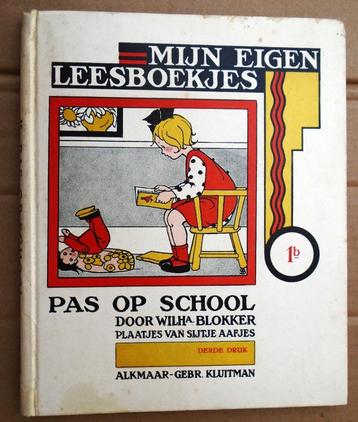 MIJN EIGEN
LEESBOEKJES
1b
PAS OP SCHOOL
DOOR WILHA. BLOKKER
PLAATJES VAN SIJTJE AAFJES
DERDE DRUK
ALKMAAR-GEBR. KLUITMAN